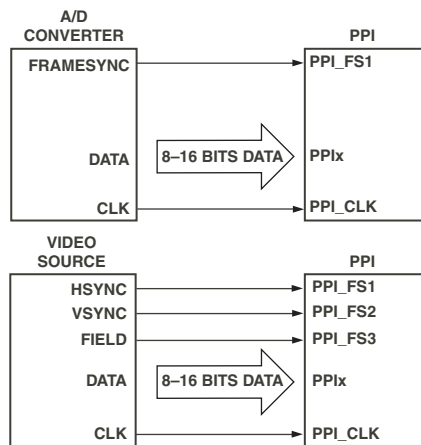 A/D
CONVERTER
PPI
FRAMESYNC
PPI_FS1
DATA
8–16 BITS DATA
PPIx
CLK
PPI_CLK
VIDEO
SOURCE
PPI
HSYNC
PPI_FS1
VSYNC
PPI_FS2
FIELD
PPI_FS3
DATA
8–16 BITS DATA
PPIx
CLK
PPI_CLK